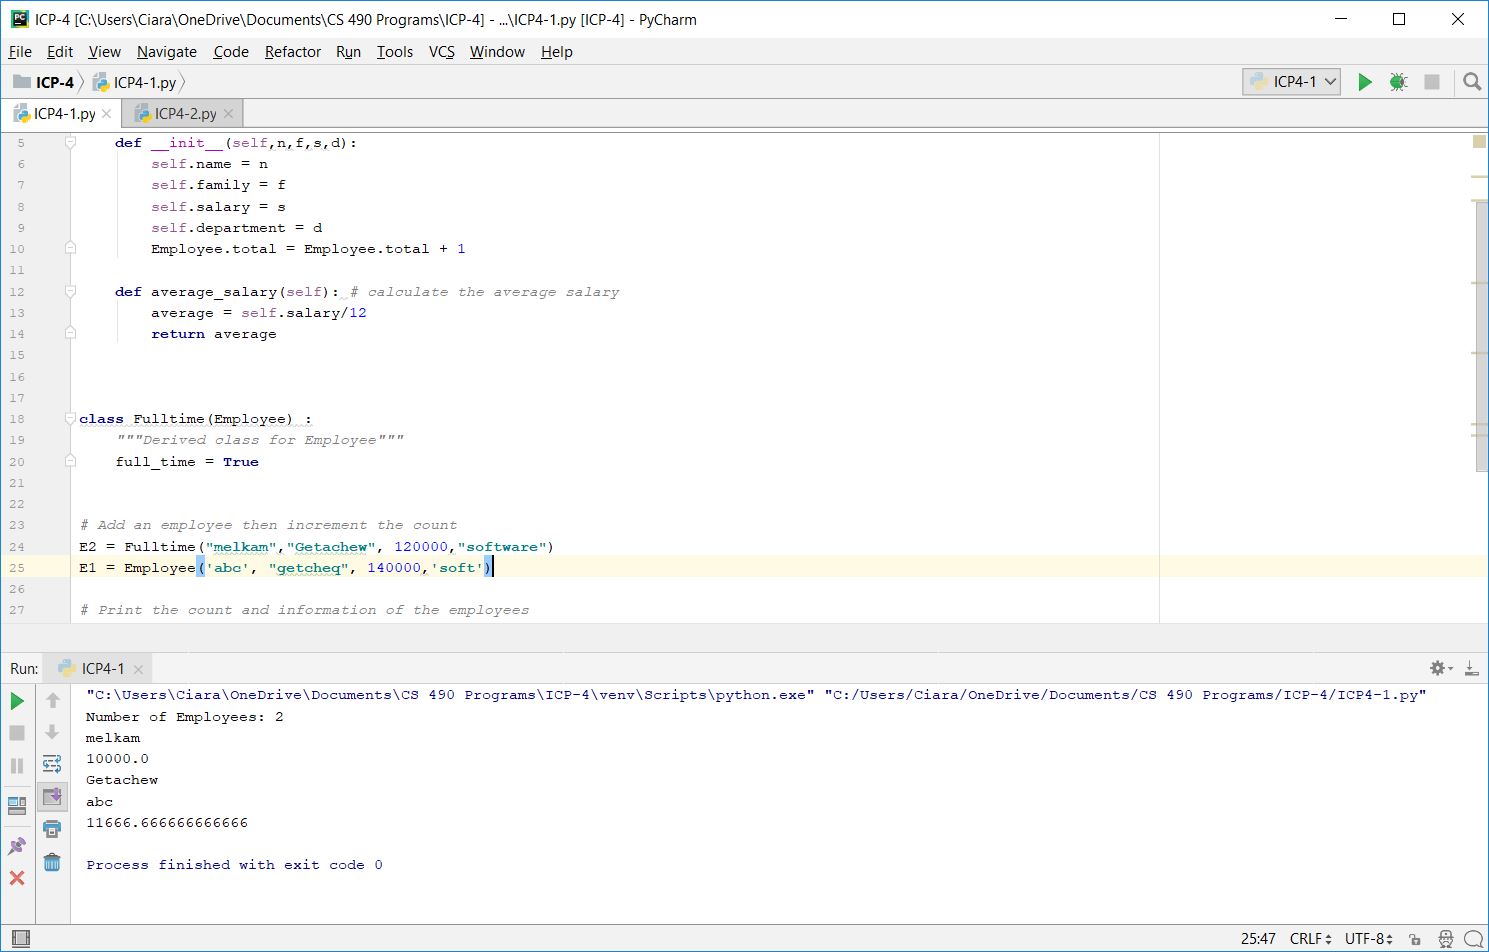 ICP-4 [C:\Users\Ciara\OneDrive\Documents\CS 490 Programs\ICP-4] - ...\ICP4-1.py [ICP-4] - PyCharm
File Edit View Navigate Code Refactor Run Tools VCS Window Help
ICP-4 ICP4-1.py ICP4-1
ICP4-1.py ICP4-2.py
5 def __init__(self,n,f,s,d):
6 self.name = n
7 self.family = f
8 self.salary = s
9 self.department = d
10 Employee.total = Employee.total + 1
11
12 def average_salary(self): # calculate the average salary
13 average = self.salary/12
14 return average
15
16
17
18 class Fulltime(Employee) :
19 """Derived class for Employee"""
20 full_time = True
21
22
23 # Add an employee then increment the count
24 E2 = Fulltime("melkam","Getachew", 120000,"software")
25 E1 = Employee('abc', "getcheq", 140000,'soft')
26
27 # Print the count and information of the employees
Run: ICP4-1
"C:\Users\Ciara\OneDrive\Documents\CS 490 Programs\ICP-4\venv\Scripts\python.exe" "C:/Users/Ciara/OneDrive/Documents/CS 490 Programs/ICP-4/ICP4-1.py"
Number of Employees: 2
melkam
10000.0
Getachew
abc
11666.666666666666
Process finished with exit code 0
25:47 CRLF UTF-8